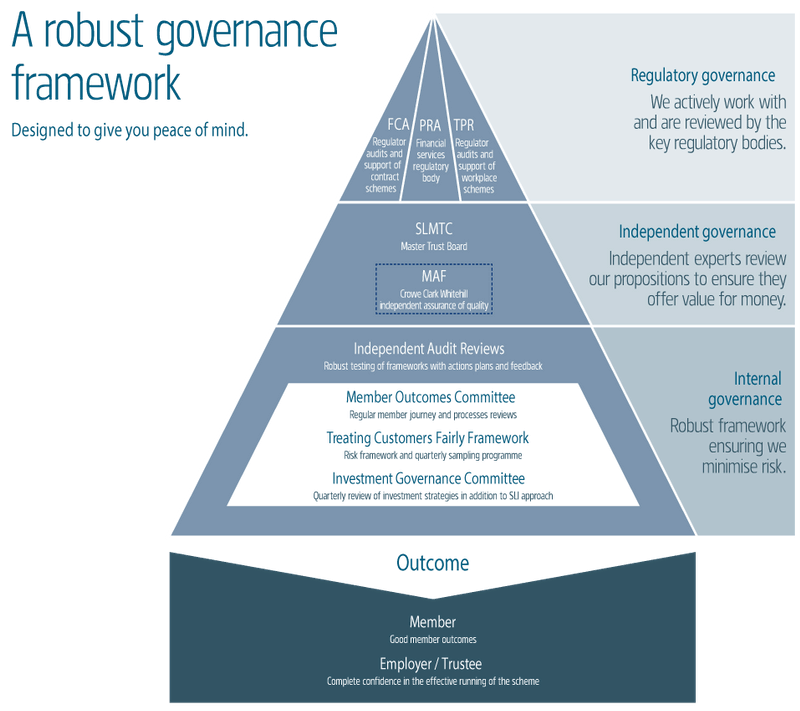 A robust governance
framework
Designed to give you peace of mind.
FCA
Regulator
audits and
support of
contract
schemes
PRA
Financial
services
regulatory
body
TPR
Regulator
audits and
support of
workplace
schemes
Regulatory governance
We actively work with
and are reviewed by the
key regulatory bodies.
SLMTC
Master Trust Board
MAF
Crowe Clark Whitehill
independent assurance of quality
Independent governance
Independent experts review
our propositions to ensure they
offer value for money.
Independent Audit Reviews
Robust testing of frameworks with actions plans and feedback
Member Outcomes Committee
Regular member journey and processes reviews
Treating Customers Fairly Framework
Risk framework and quarterly sampling programme
Investment Governance Committee
Quarterly review of investment strategies in addition to SLI approach
Internal
governance
Robust framework
ensuring we
minimise risk.
Outcome
Member
Good member outcomes
Employer / Trustee
Complete confidence in the effective running of the scheme